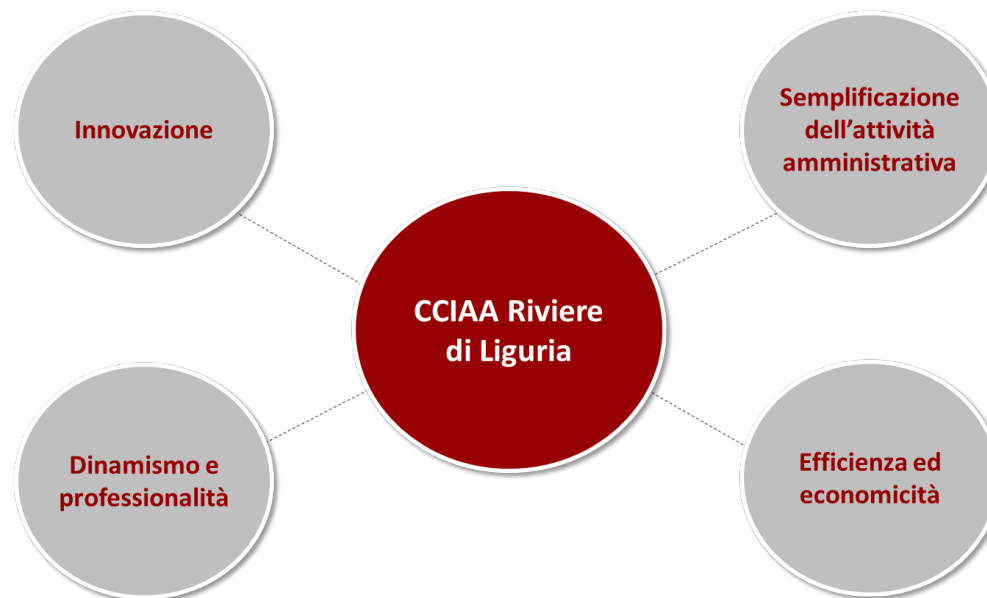 Innovazione
Semplificazione
dell’attività
amministrativa
CCIAA Riviere
di Liguria
Dinamismo e
professionalità
Efficienza ed
economicità